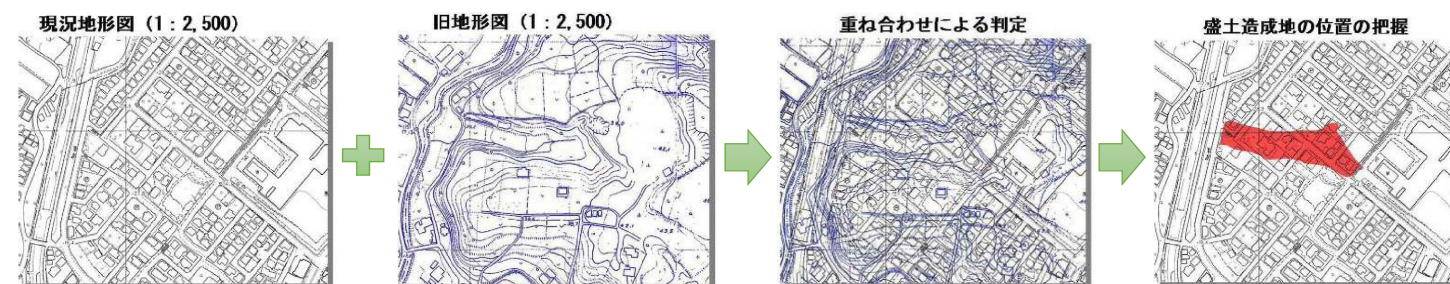 現況地形図（1：2,500）
旧地形図（1：2,500）
重ね合わせによる判定
盛土造成地の位置の把握